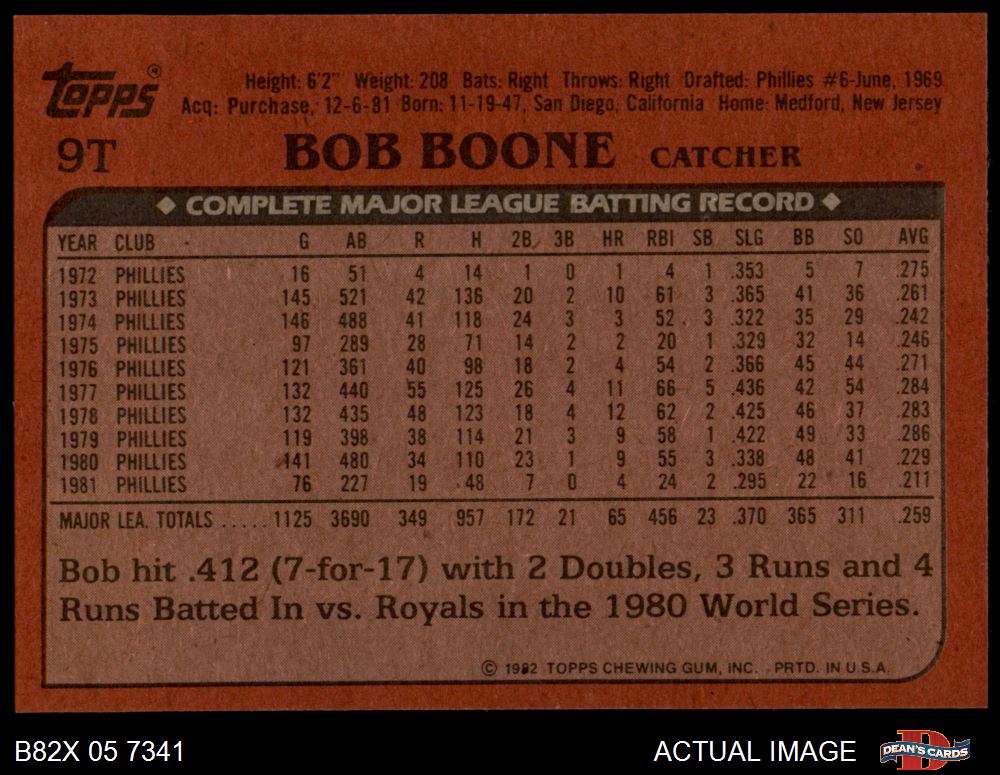 Topps®
Height: 6'2" Weight: 208 Bats: Right Throws: Right Drafted: Phillies #6-June, 1969
Acq: Purchase, 12-6-81 Born: 11-19-47, San Diego, California Home: Medford, New Jersey
9T BOB BOONE CATCHER
◆ COMPLETE MAJOR LEAGUE BATTING RECORD ◆
YEAR CLUB G AB R H 2B 3B HR RBI SB SLG BB SO AVG
1972 PHILLIES 16 51 4 14 1 0 1 4 1 .353 5 7 .275
1973 PHILLIES 145 521 42 136 20 2 10 61 3 .365 41 36 .261
1974 PHILLIES 146 488 41 118 24 3 3 52 3 .322 35 29 .242
1975 PHILLIES 97 289 28 71 14 2 2 20 1 .329 32 14 .246
1976 PHILLIES 121 361 40 98 18 2 4 54 2 .366 45 44 .271
1977 PHILLIES 132 440 55 125 26 4 11 66 5 .436 42 54 .284
1978 PHILLIES 132 435 48 123 18 4 12 62 2 .425 46 37 .283
1979 PHILLIES 119 398 38 114 21 3 9 58 1 .422 49 33 .286
1980 PHILLIES 141 480 34 110 23 1 9 55 3 .338 48 41 .229
1981 PHILLIES 76 227 19 48 7 0 4 24 2 .295 22 16 .211
MAJOR LEA. TOTALS ..... 1125 3690 349 957 172 21 65 456 23 .370 365 311 .259
Bob hit .412 (7-for-17) with 2 Doubles, 3 Runs and 4
Runs Batted In vs. Royals in the 1980 World Series.
© 1982 TOPPS CHEWING GUM, INC. PRTD. IN U.S.A.
B82X 05 7341 ACTUAL IMAGE DEAN'S CARDS